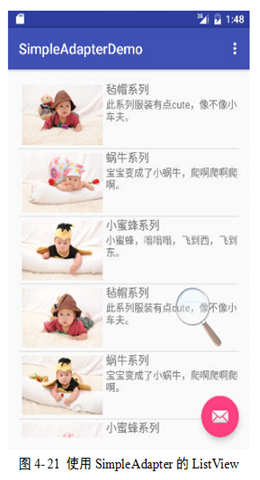 3G 1:48
SimpleAdapterDemo
毡帽系列
此系列服装有点cute，像不像小
车夫。
蜗牛系列
宝宝变成了小蜗牛，爬啊爬啊爬
啊。
小蜜蜂系列
小蜜蜂，嗡嗡嗡，飞到西，飞到
东。
毡帽系列
此系列服装有点cute，像不像小
车夫。
蜗牛系列
宝宝变成了小蜗牛，爬啊爬啊爬
啊。
小蜜蜂系列
图 4-21 使用 SimpleAdapter 的 ListView